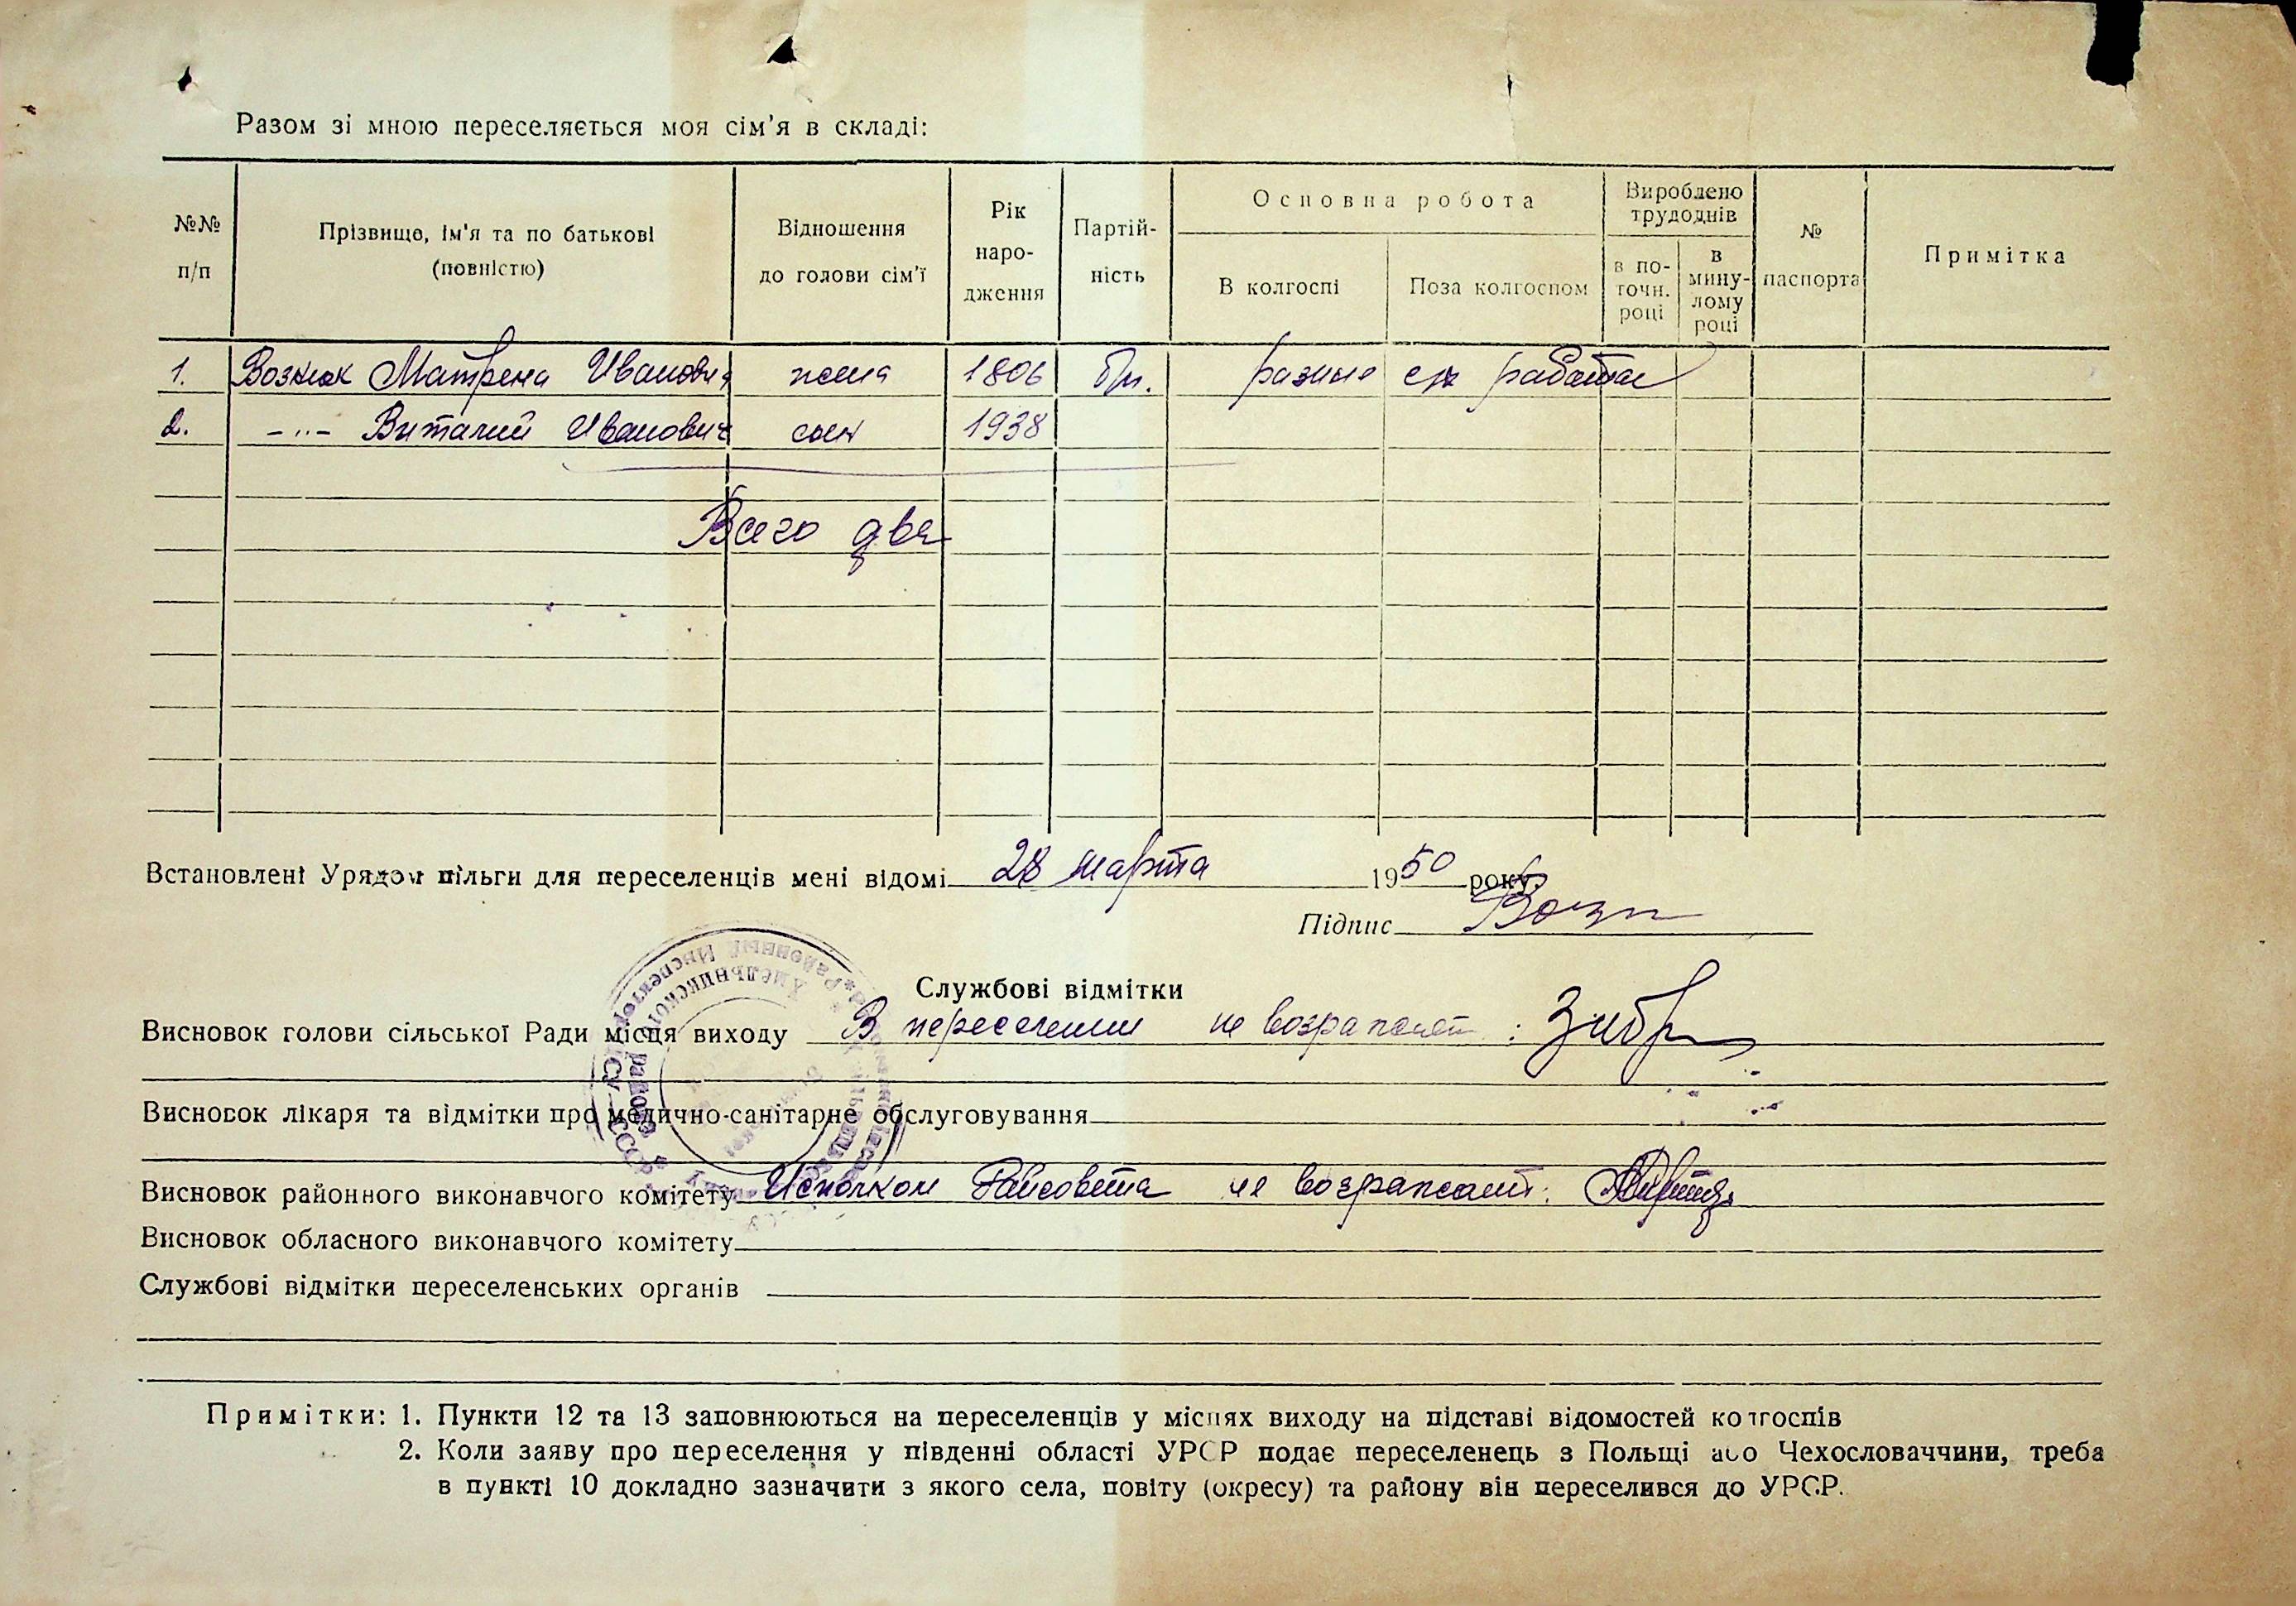 Разом зі мною переселяється моя сім'я в складі:
№№ п/п
Прізвище, ім'я та по батькові (повністю)
Відношення до голови сім'ї
Рік народження
Партійність
Основна робота
В колгоспі
Поза колгоспом
Вироблено трудоднів
в поточн. році
в минулому році
№ паспорта
Примітка
1. Вознюк Матрена Ивановна жена 1806 б/п. разные с/х работы
2. -"- Виталий Иванович сын 1938
Всего два
Встановлені Урядом пільги для переселенців мені відомі 28 марта 1950 року.
Підпис
Службові відмітки
Висновок голови сільської Ради місця виходу В переселении не возражает:
Висновок лікаря та відмітки про медично-санітарне обслуговування
Висновок районного виконавчого комітету Исполком Райсовета не возражает.
Висновок обласного виконавчого комітету
Службові відмітки переселенських органів
Примітки: 1. Пункти 12 та 13 заповнюються на переселенців у місцях виходу на підставі відомостей колгоспів
2. Коли заяву про переселення у південні області УРСР подає переселенець з Польщі або Чехословаччини, треба
в пункті 10 докладно зазначити з якого села, повіту (окресу) та району він переселився до УРСР.